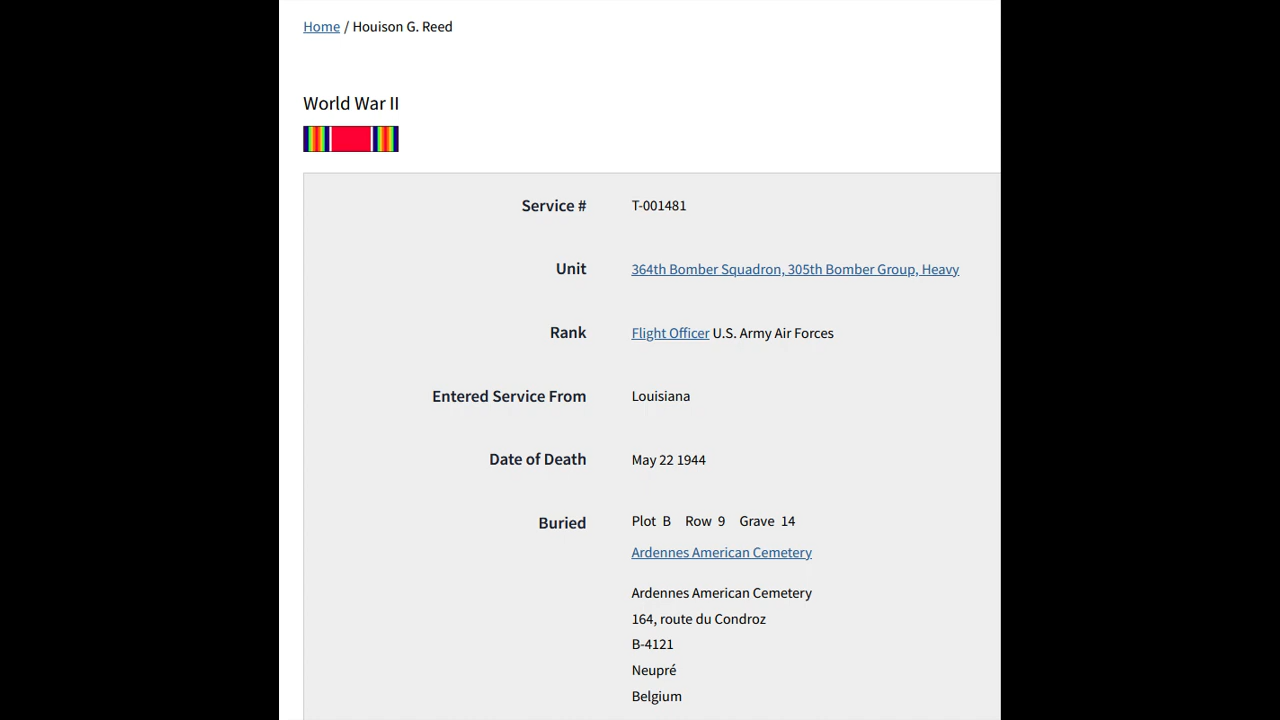 Home / Houison G. Reed
World War II
Service # T-001481
Unit 364th Bomber Squadron, 305th Bomber Group, Heavy
Rank Flight Officer U.S. Army Air Forces
Entered Service From Louisiana
Date of Death May 22 1944
Buried Plot B Row 9 Grave 14
Ardennes American Cemetery
Ardennes American Cemetery
164, route du Condroz
B-4121
Neupré
Belgium